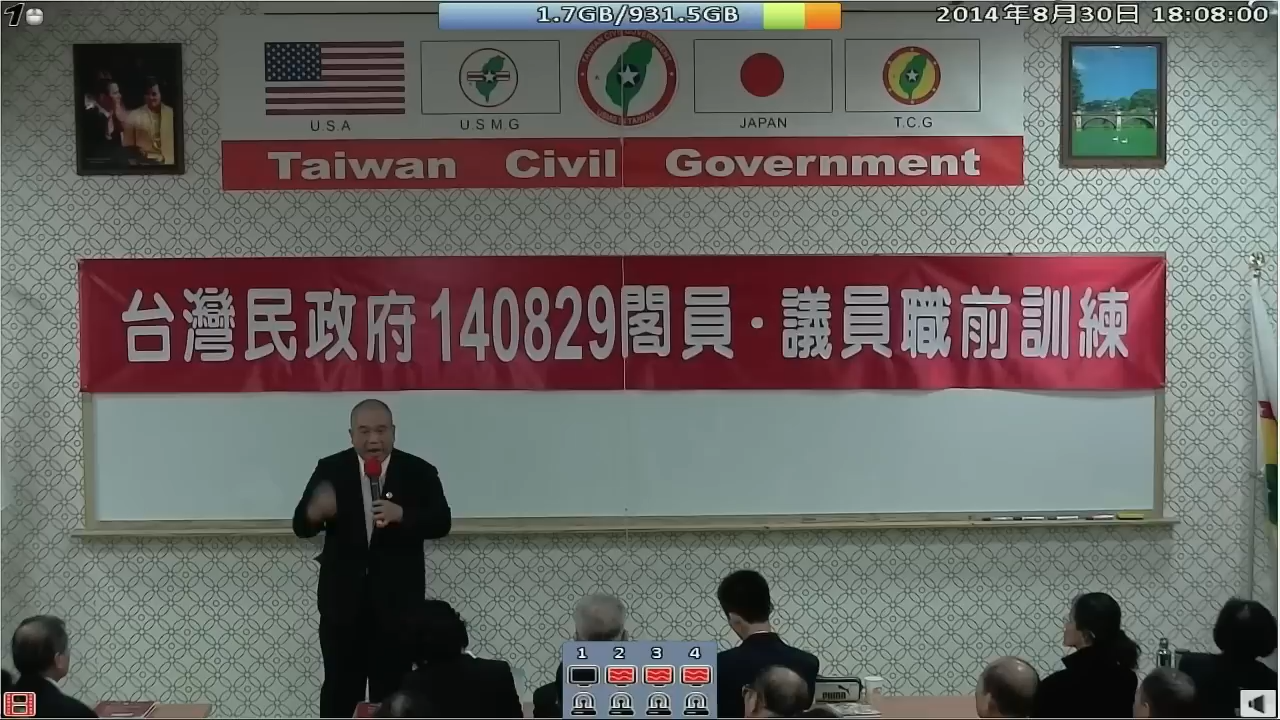 1
1.7GB/931.5GB
2014年8月30日 18:08:00
U.S.A
U.S.M.G
JAPAN
T.C.G
Taiwan Civil Government
台灣民政府140829閣員·議員職前訓練
1 2 3 4
PUMA